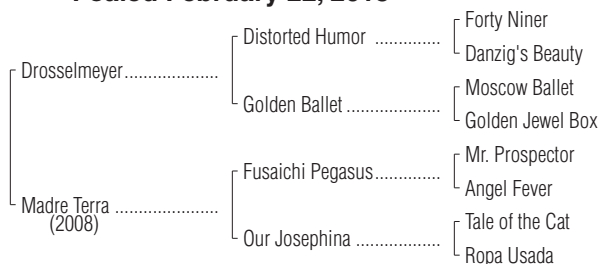 Foaled February 22,
Forty Niner
Distorted Humor ..............
Danzig's Beauty
Drosselmeyer....................
Moscow Ballet
Golden Ballet ....................
Golden Jewel Box
Mr. Prospector
Fusaichi Pegasus..............
Angel Fever
Madre Terra ......................
(2008)
Tale of the Cat
Our Josephina ..................
Ropa Usada